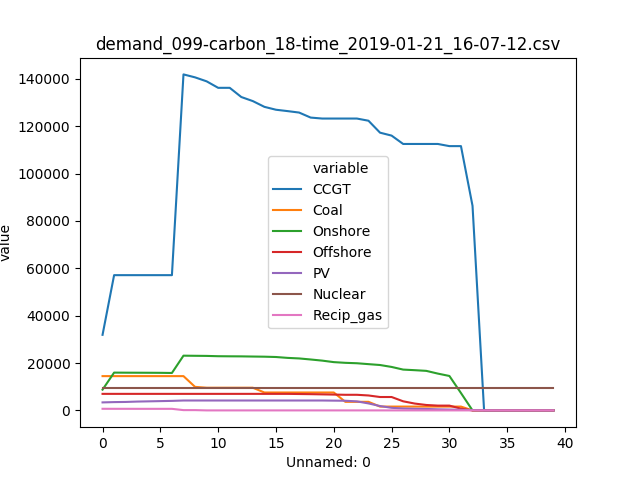 demand_099-carbon_18-time_2019-01-21_16-07-12.csv
value
140000
120000
100000
80000
60000
40000
20000
0
variable
CCGT
Coal
Onshore
Offshore
PV
Nuclear
Recip_gas
0 5 10 15 20 25 30 35 40
Unnamed: 0